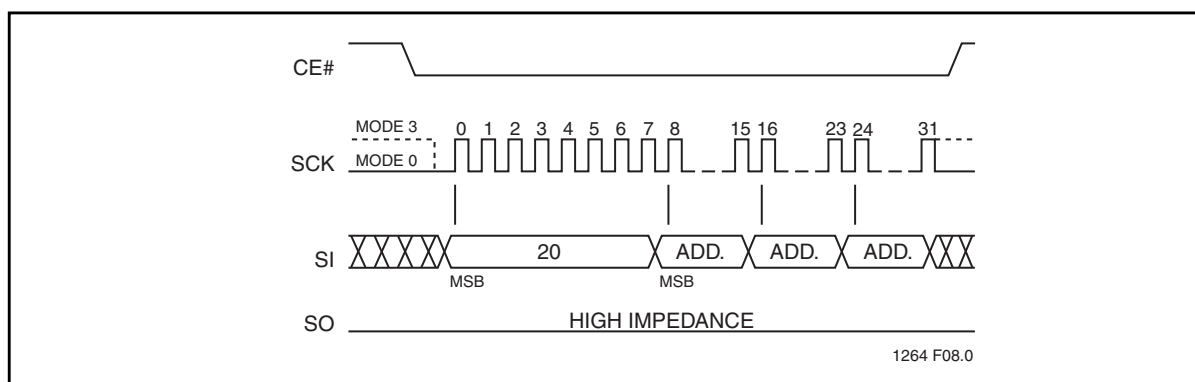 CE#
MODE 3
0 1 2 3 4 5 6 7 8 15 16 23 24 31
SCK
MODE 0
SI
20 ADD. ADD. ADD.
MSB MSB
SO
HIGH IMPEDANCE
1264 F08.0